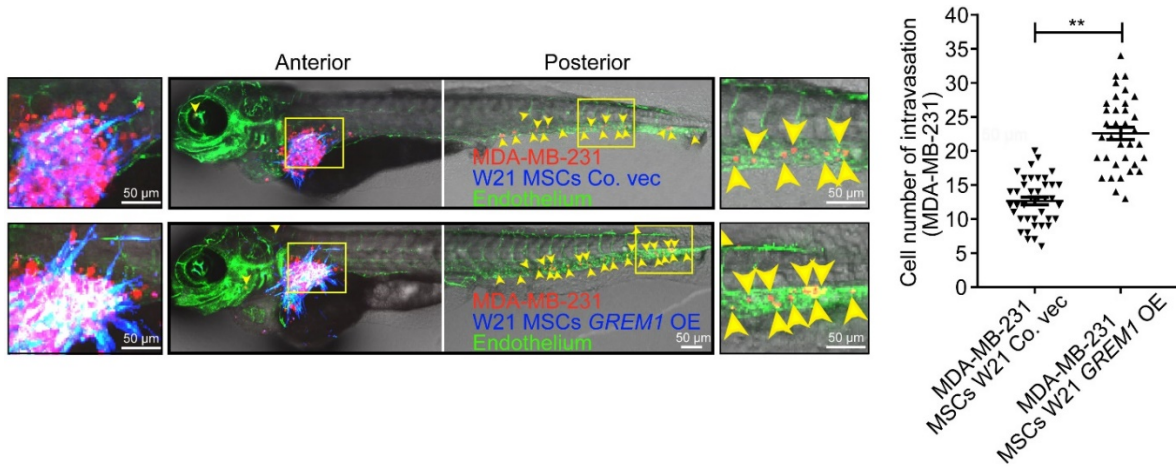 Anterior
Posterior
50 µm
MDA-MB-231
W21 MSCs Co. vec
Endothelium
50 µm
50 µm
MDA-MB-231
W21 MSCs GREM1 OE
Endothelium
50 µm
50 µm
**
Cell number of intravasation
(MDA-MB-231)
40
35
30
25
20
15
10
5
0
50 µm
MDA-MB-231
MSCs W21 Co. vec
MDA-MB-231
MSCs W21 GREM1 OE